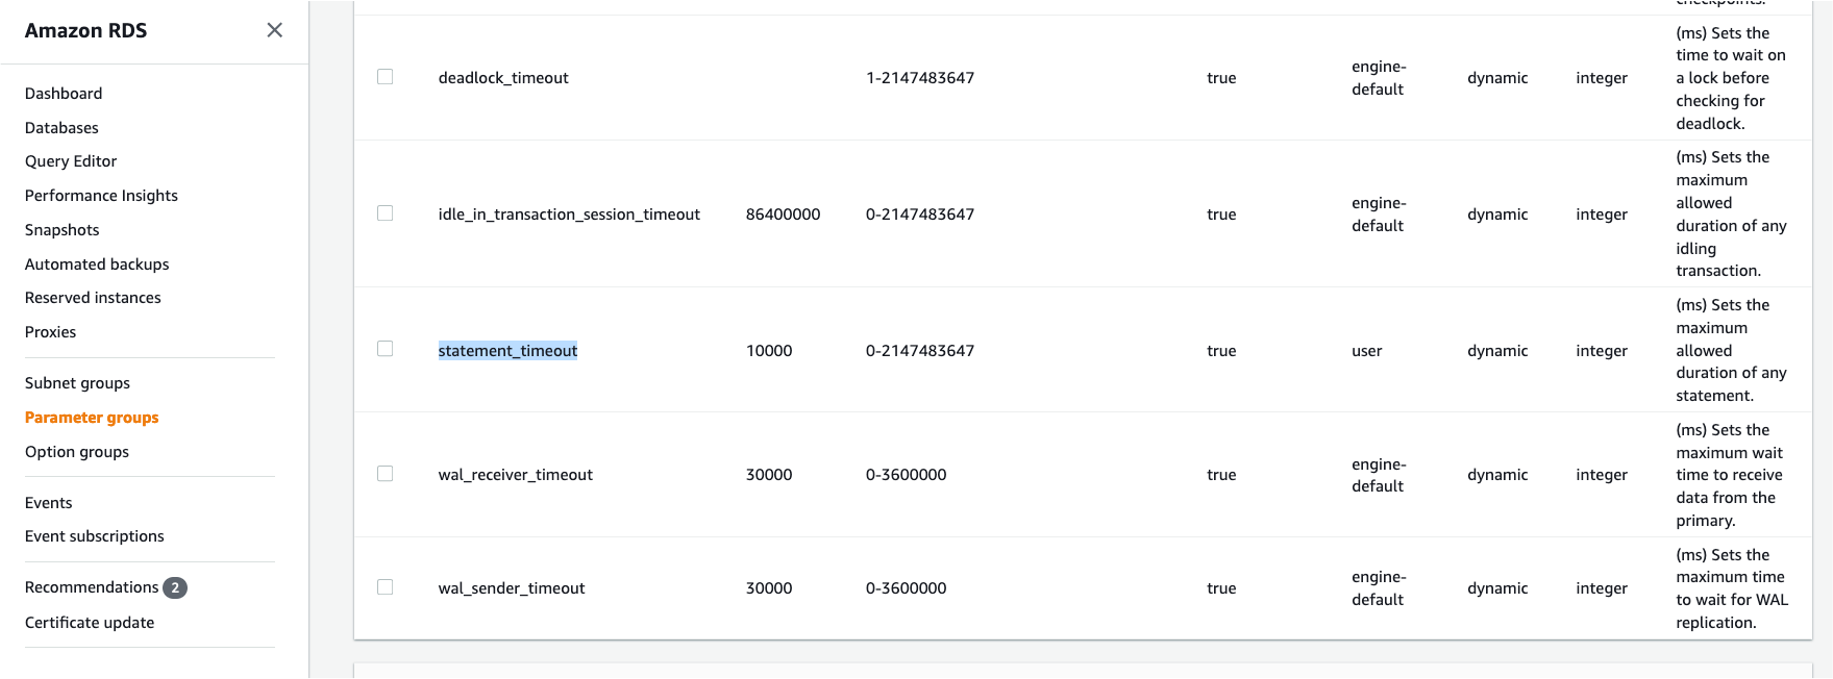 Amazon RDS
Dashboard
Databases
Query Editor
Performance Insights
Snapshots
Automated backups
Reserved instances
Proxies
Subnet groups
Parameter groups
Option groups
Events
Event subscriptions
Recommendations 2
Certificate update
checkpoints.
deadlock_timeout 1-2147483647 true engine-default dynamic integer
(ms) Sets the
time to wait on
a lock before
checking for
deadlock.
idle_in_transaction_session_timeout 86400000 0-2147483647 true engine-default dynamic integer
(ms) Sets the
maximum
allowed
duration of any
idling
transaction.
statement_timeout 10000 0-2147483647 true user dynamic integer
(ms) Sets the
maximum
allowed
duration of any
statement.
wal_receiver_timeout 30000 0-3600000 true engine-default dynamic integer
(ms) Sets the
maximum wait
time to receive
data from the
primary.
wal_sender_timeout 30000 0-3600000 true engine-default dynamic integer
(ms) Sets the
maximum time
to wait for WAL
replication.